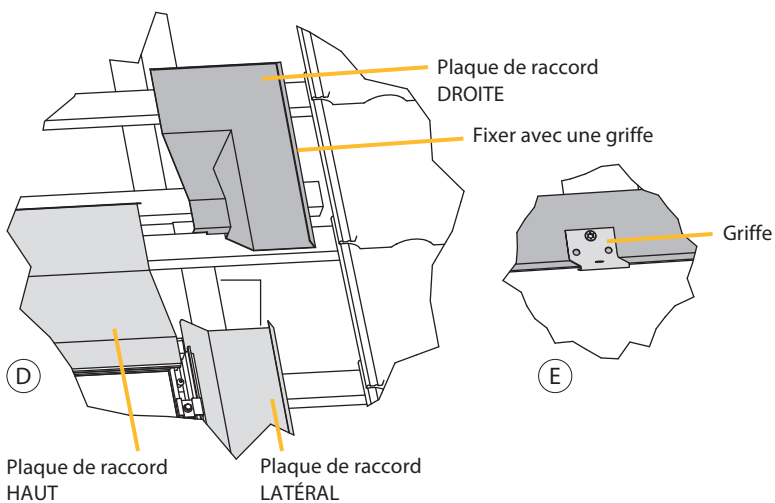 Plaque de raccord
DROITE
Fixer avec une griffe
Griffe
D
E
Plaque de raccord
HAUT
Plaque de raccord
LATÉRAL